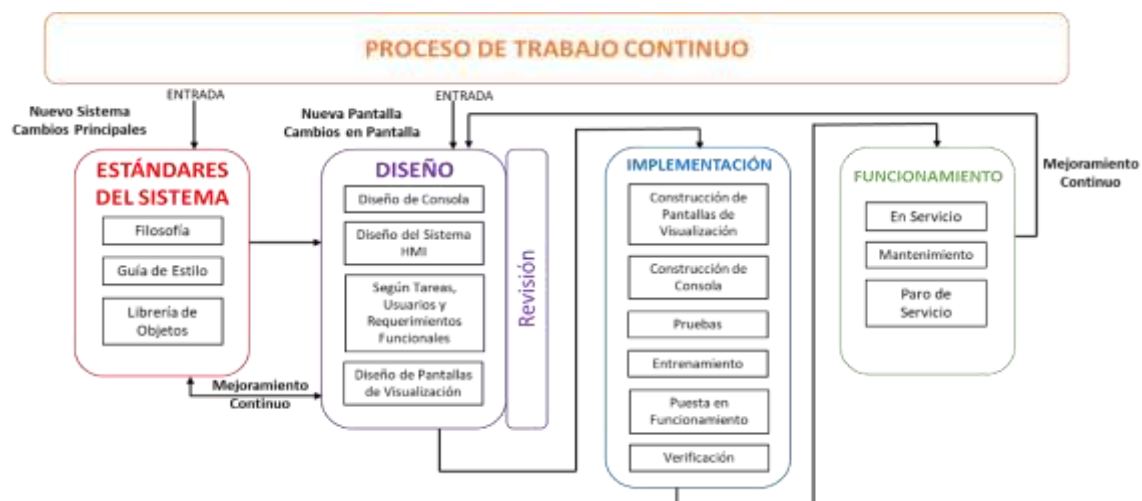 PROCESO DE TRABAJO CONTINUO
ENTRADA
Nuevo Sistema
Cambios Principales
ENTRADA
Nueva Pantalla
Cambios en Pantalla
ESTÁNDARES
DEL SISTEMA
Filosofía
Guía de Estilo
Librería de
Objetos
Mejoramiento
Continuo
DISEÑO
Diseño de Consola
Diseño del Sistema
HMI
Según Tareas,
Usuarios y
Requerimientos
Funcionales
Diseño de Pantallas
de Visualización
Revisión
IMPLEMENTACIÓN
Construcción de
Pantallas de
Visualización
Construcción de
Consola
Pruebas
Entrenamiento
Puesta en
Funcionamiento
Verificación
FUNCIONAMIENTO
En Servicio
Mantenimiento
Paro de
Servicio
Mejoramiento
Continuo